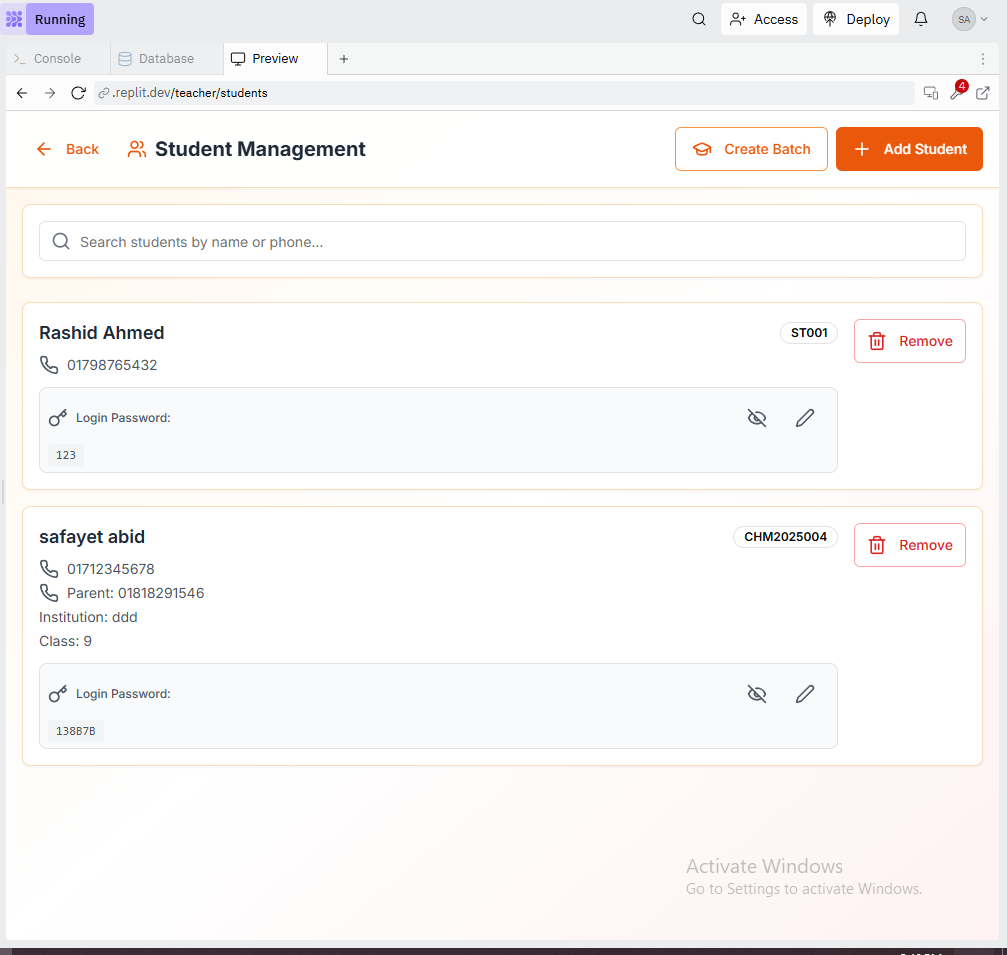 Running
Access
Deploy
SA
Console
Database
Preview
.replit.dev/teacher/students
4
Back
Student Management
Create Batch
Add Student
Search students by name or phone...
Rashid Ahmed
ST001
Remove
01798765432
Login Password:
123
safayet abid
CHM2025004
Remove
01712345678
Parent: 01818291546
Institution: ddd
Class: 9
Login Password:
138B7B
Activate Windows
Go to Settings to activate Windows.